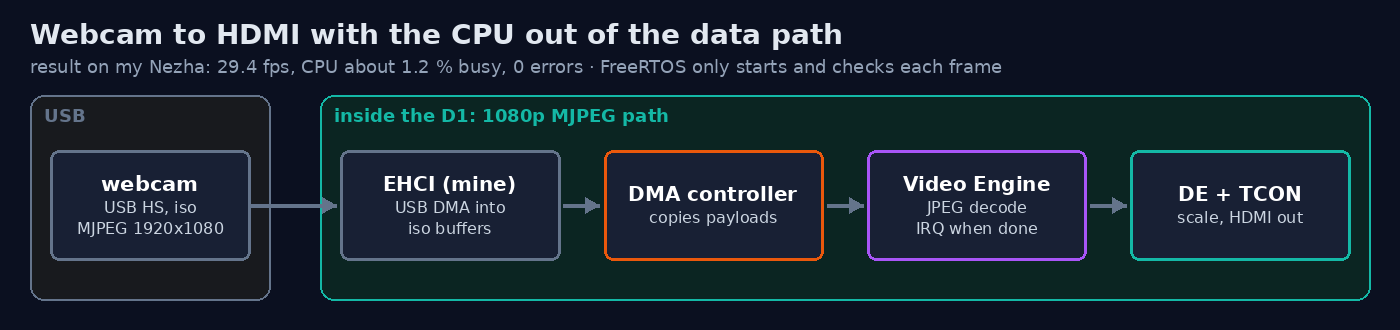 Webcam to HDMI with the CPU out of the data path
result on my Nezha: 29.4 fps, CPU about 1.2 % busy, 0 errors · FreeRTOS only starts and checks each frame
USB
inside the D1: 1080p MJPEG path
webcam
USB HS, iso
MJPEG 1920x1080
EHCI (mine)
USB DMA into
iso buffers
DMA controller
copies payloads
Video Engine
JPEG decode
IRQ when done
DE + TCON
scale, HDMI out